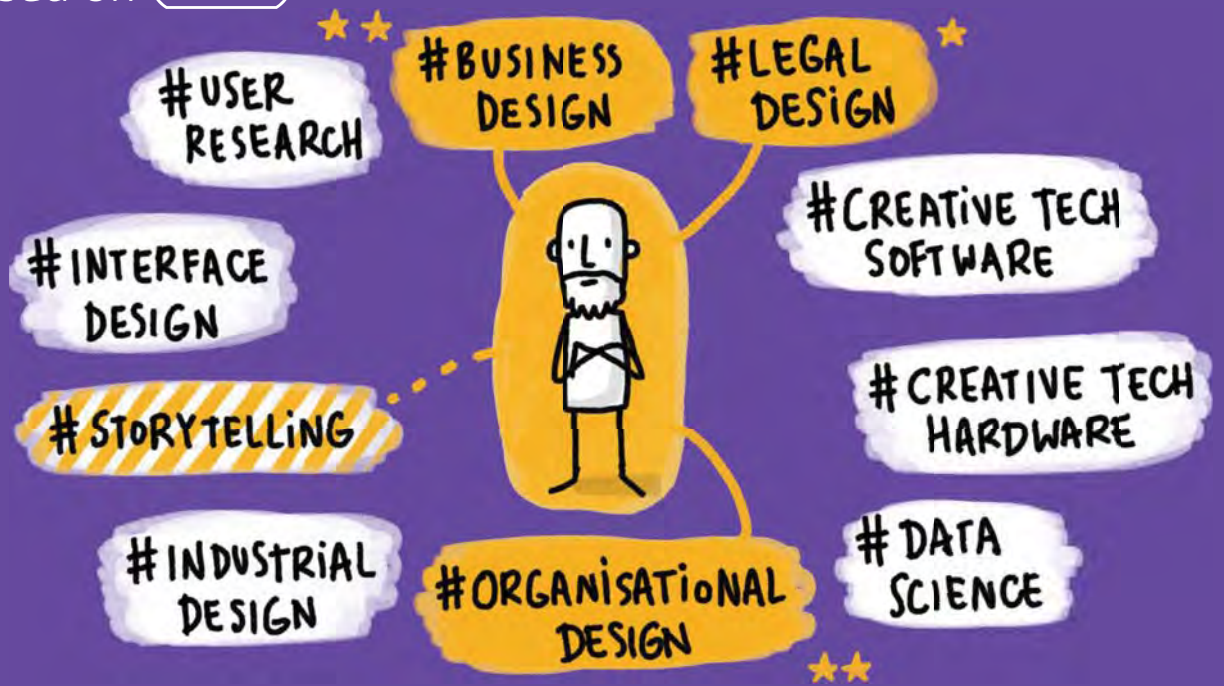 on
#BUSINESS
DESIGN
#LEGAL
DESiGN
#USER
RESEARCH
#CREATiVE TECH
SOFTWARE
#INTERFACE
DESIGN
#CREATIVE TECH
HARDWARE
#STORYTELLiNG
#INDUSTRiAL
DESIGN
#ORGANiSATiONAL
DESIGN
#DATA
SCIENCE